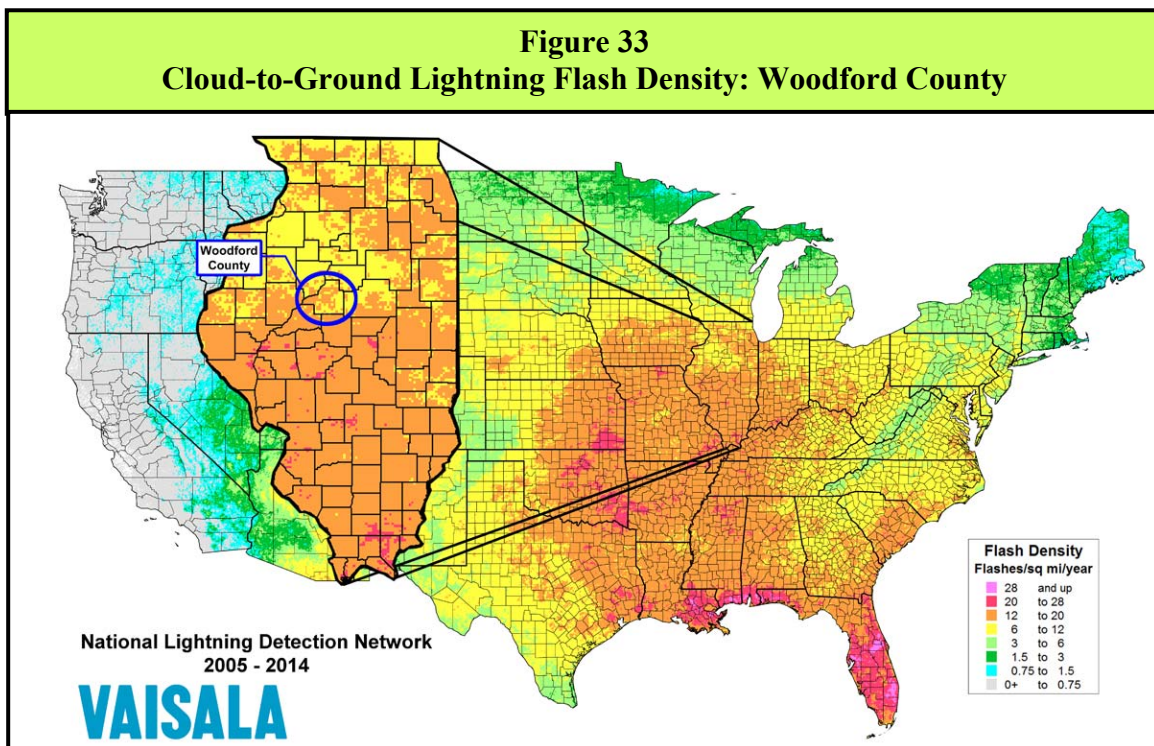 Figure 33
Cloud-to-Ground Lightning Flash Density: Woodford County
Woodford
County
Flash Density
Flashes/sq mi/year
28 and up
20 to 28
12 to 20
6 to 12
3 to 6
1.5 to 3
0.75 to 1.5
0+ to 0.75
National Lightning Detection Network
2005 - 2014
VAISALA